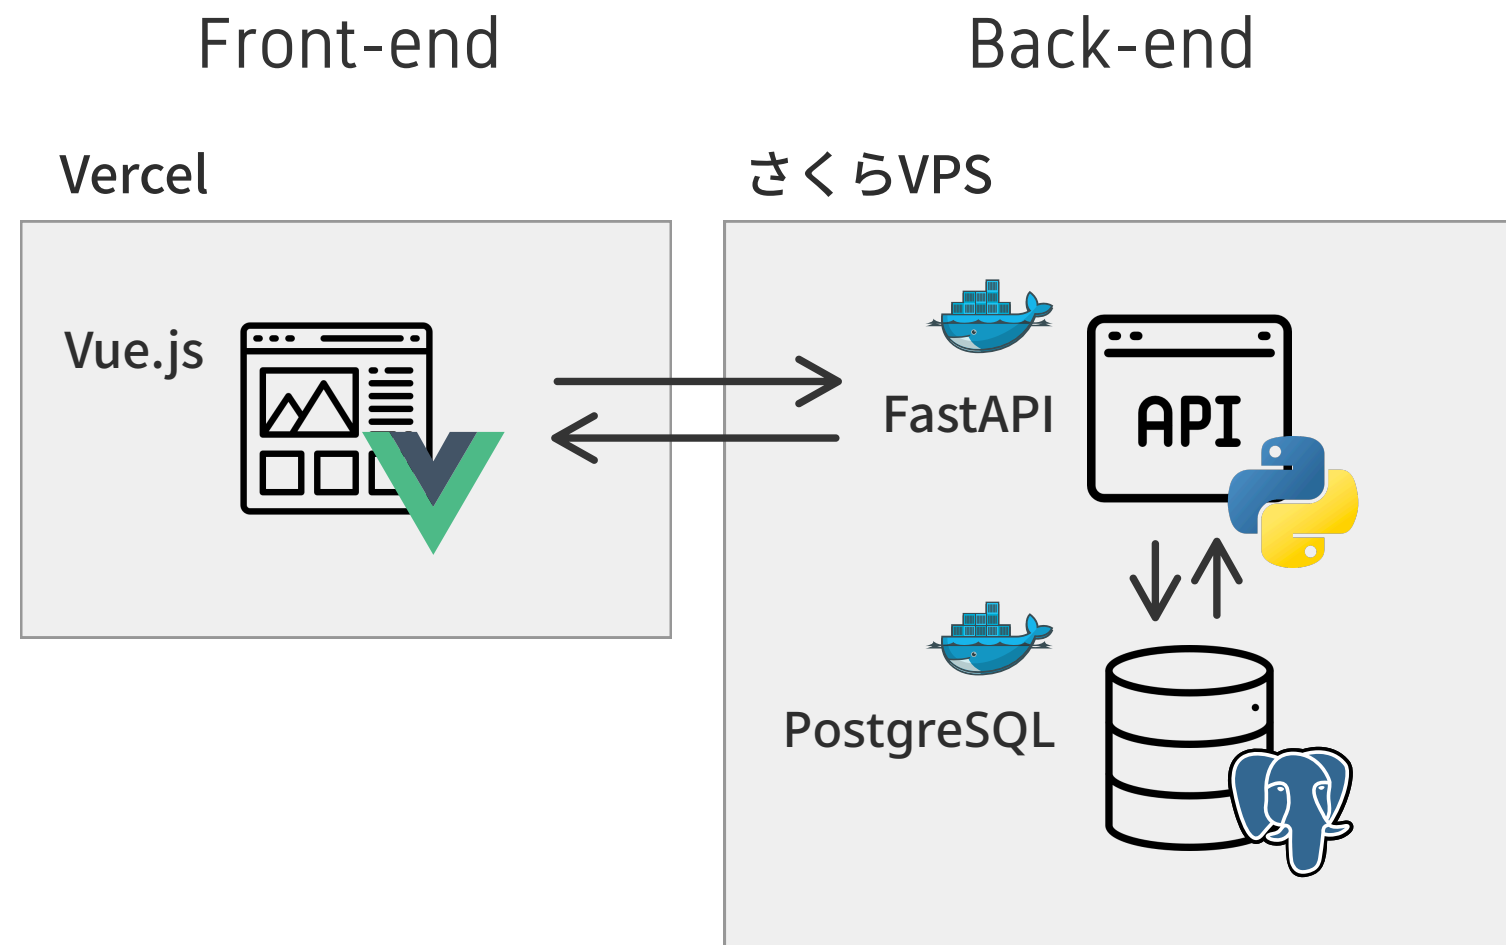 Front-end
Back-end
Vercel
さくらVPS
Vue.js
FastAPI
API
PostgreSQL